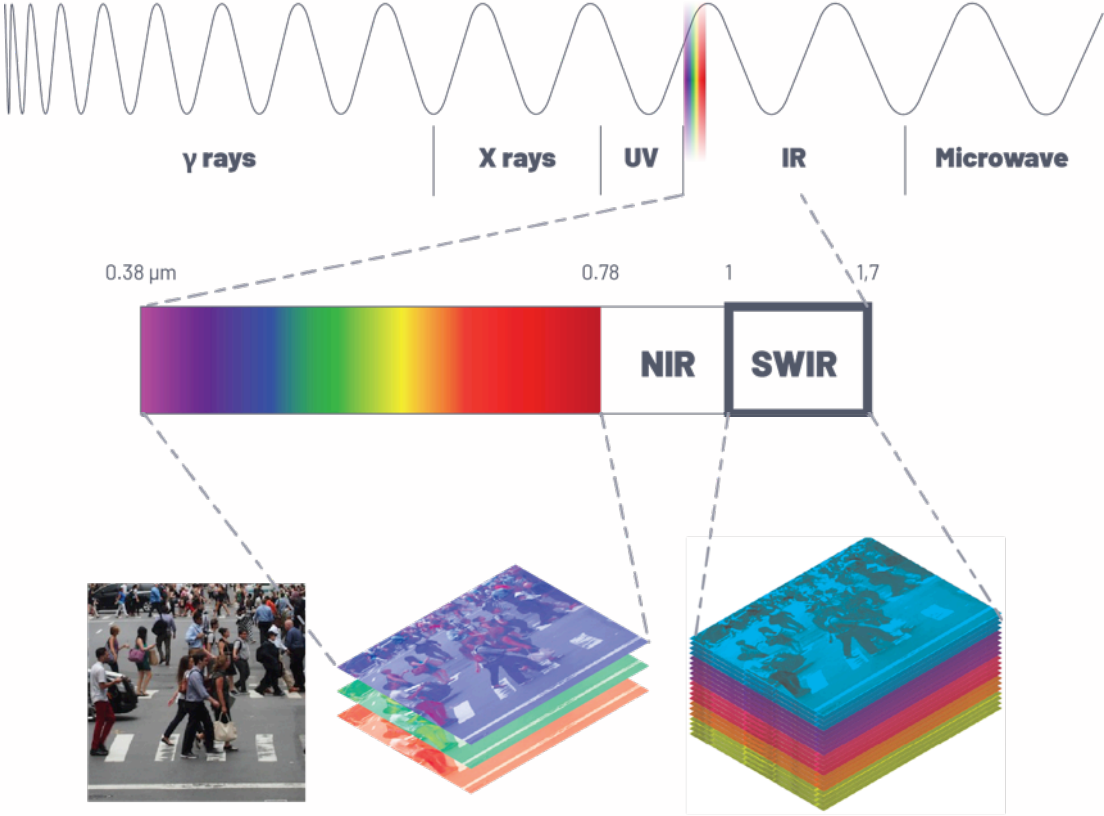 γ rays
X rays
UV
IR
Microwave
0.38 µm
0.78
1
1,7
NIR
SWIR